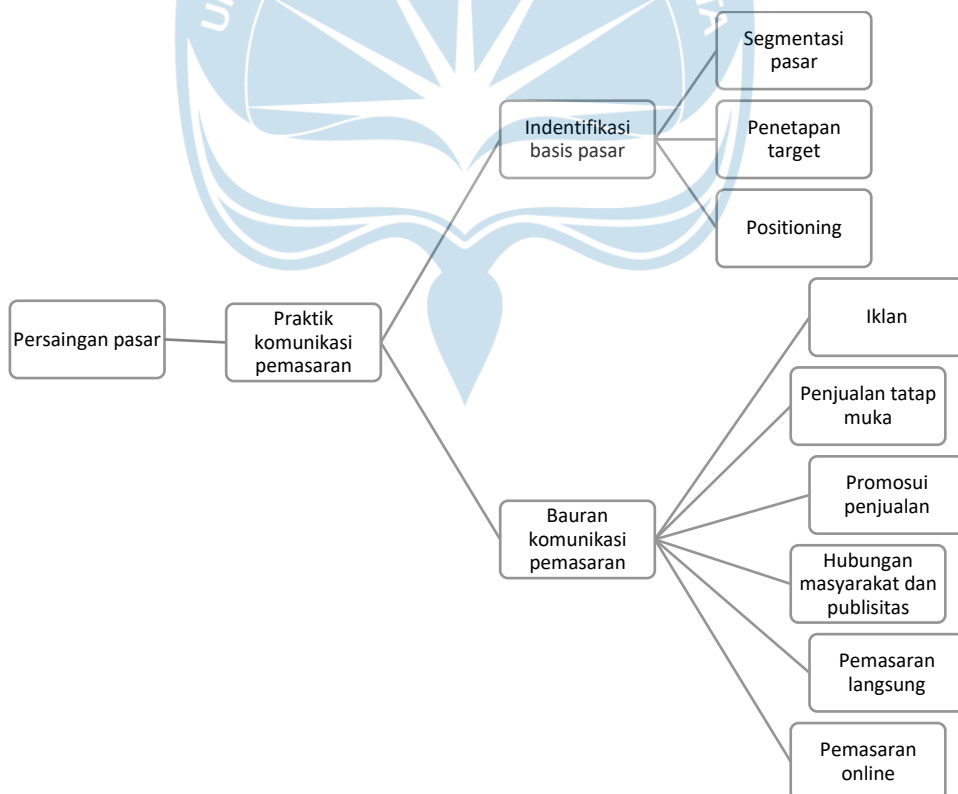 Segmentasi
pasar
Indentifikasi
basis pasar
Penetapan
target
Positioning
Persaingan pasar
Praktik
komunikasi
pemasaran
Iklan
Penjualan tatap
muka
Promosui
penjualan
Bauran
komunikasi
pemasaran
Hubungan
masyarakat dan
publisitas
Pemasaran
langsung
Pemasaran
online